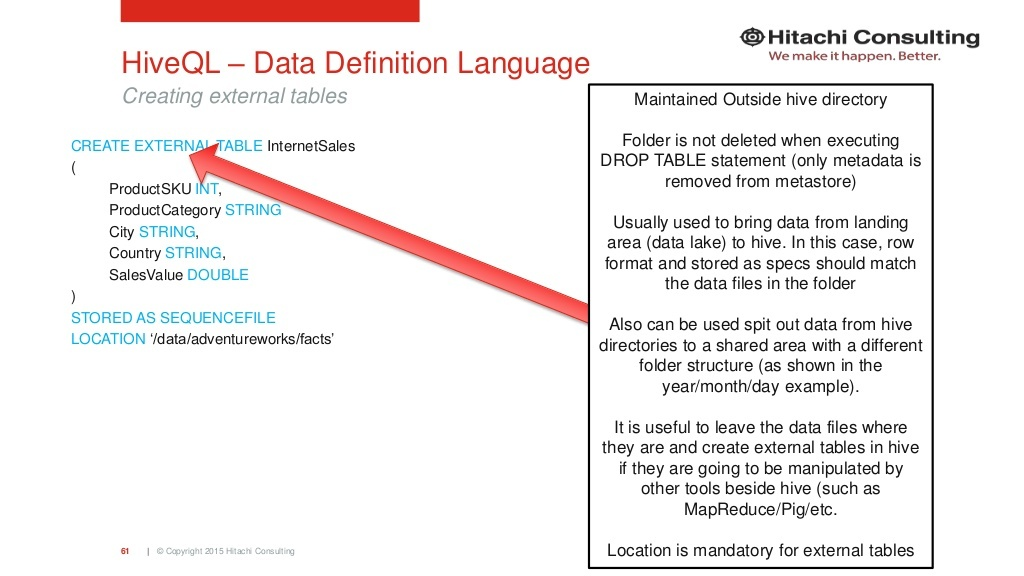 Hitachi Consulting
We make it happen. Better.
HiveQL – Data Definition Language
Creating external tables
CREATE EXTERNAL TABLE InternetSales
(
ProductSKU INT,
ProductCategory STRING
City STRING,
Country STRING,
SalesValue DOUBLE
)
STORED AS SEQUENCEFILE
LOCATION ‘/data/adventureworks/facts’
Maintained Outside hive directory
Folder is not deleted when executing
DROP TABLE statement (only metadata is
removed from metastore)
Usually used to bring data from landing
area (data lake) to hive. In this case, row
format and stored as specs should match
the data files in the folder
Also can be used spit out data from hive
directories to a shared area with a different
folder structure (as shown in the
year/month/day example).
It is useful to leave the data files where
they are and create external tables in hive
if they are going to be manipulated by
other tools beside hive (such as
MapReduce/Pig/etc.
Location is mandatory for external tables
61 | © Copyright 2015 Hitachi Consulting